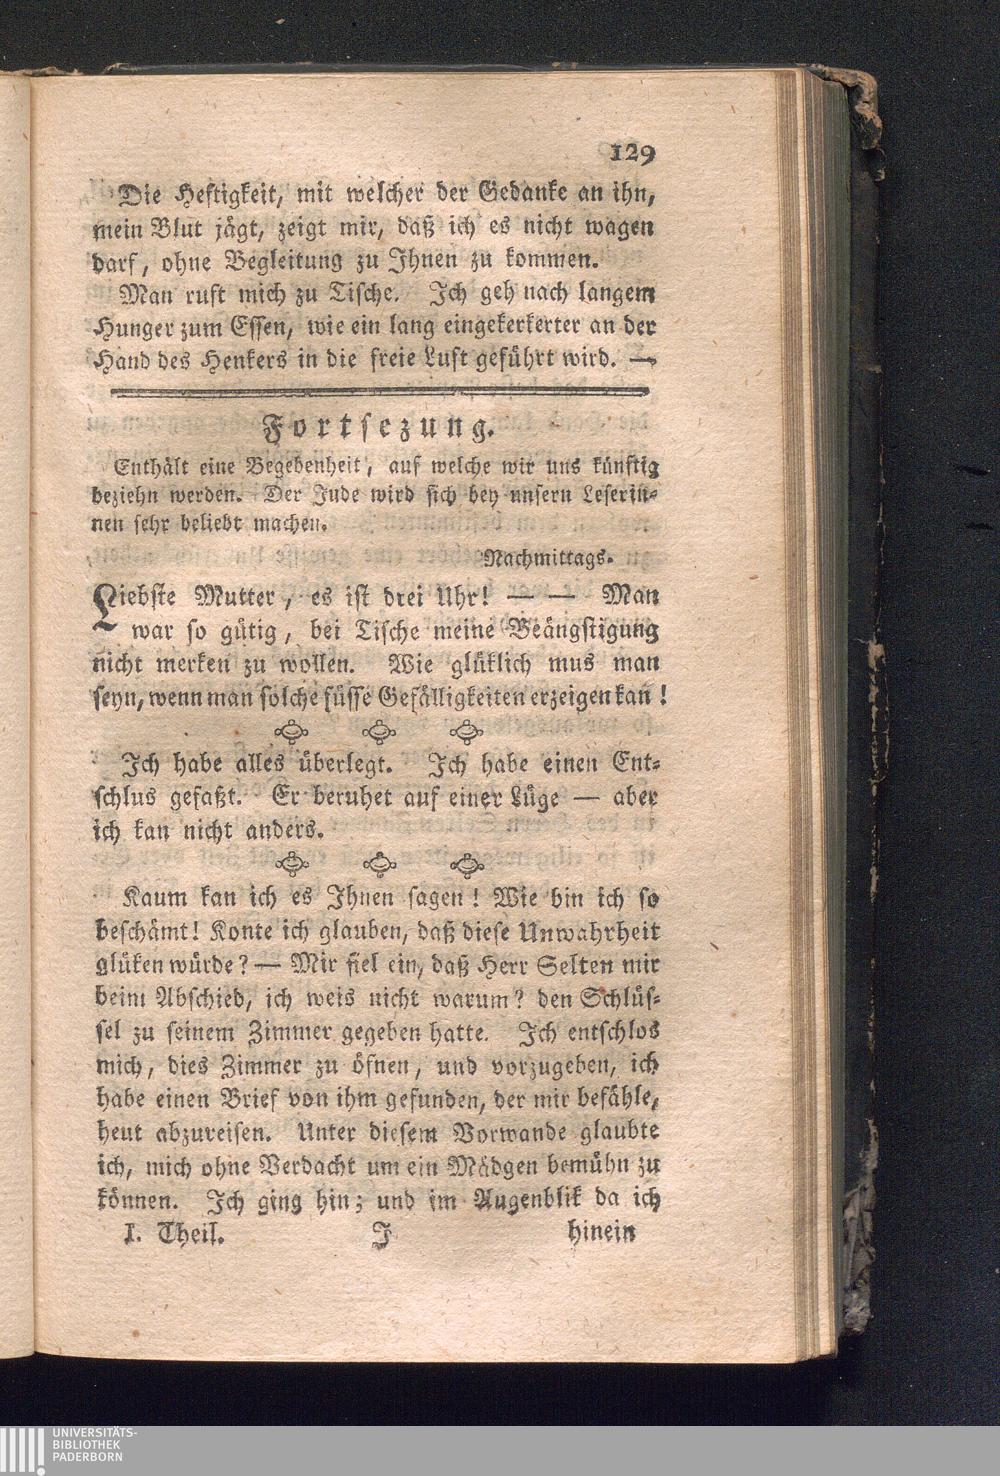 129
Die Heftigkeit, mit welcher der Gedanke an ihn,
mein Blut jägt, zeigt mir, daß ich es nicht wagen
darf, ohne Begleitung zu Ihnen zu kommen.
Man ruft mich zu Tische. Ich geh nach langem
Hunger zum Essen, wie ein lang eingekerkerter an der
Hand des Henkers in die freie Luft geführt wird. —
Fortsezung.
Enthält eine Begebenheit, auf welche wir uns künftig
beziehn werden. Der Jude wird sich bey unsern Leserin-
nen sehr beliebt machen.
Nachmittags.
Liebste Mutter, es ist drei Uhr! — — Man
war so gütig, bei Tische meine Beängstigung
nicht merken zu wollen. Wie glüklich mus man
seyn, wenn man solche süsse Gefälligkeiten erzeigen kan!
Ich habe alles überlegt. Ich habe einen Ent-
schlus gefaßt. Er beruhet auf einer Lüge — aber
ich kan nicht anders.
Kaum kan ich es Ihnen sagen! Wie bin ich so
beschämt! Konte ich glauben, daß diese Unwahrheit
glüken würde? — Mir fiel ein, daß Herr Selten mir
beim Abschied, ich weis nicht warum? den Schlüs-
sel zu seinem Zimmer gegeben hatte. Ich entschlos
mich, dies Zimmer zu öfnen, und vorzugeben, ich
habe einen Brief von ihm gefunden, der mir befähle,
heut abzureisen. Unter diesem Vorwande glaubte
ich, mich ohne Verdacht um ein Mädgen bemühn zu
können. Ich ging hin; und im Augenblik da ich
I. Theil. J hinein
UNIVERSITÄTS-
BIBLIOTHEK
PADERBORN